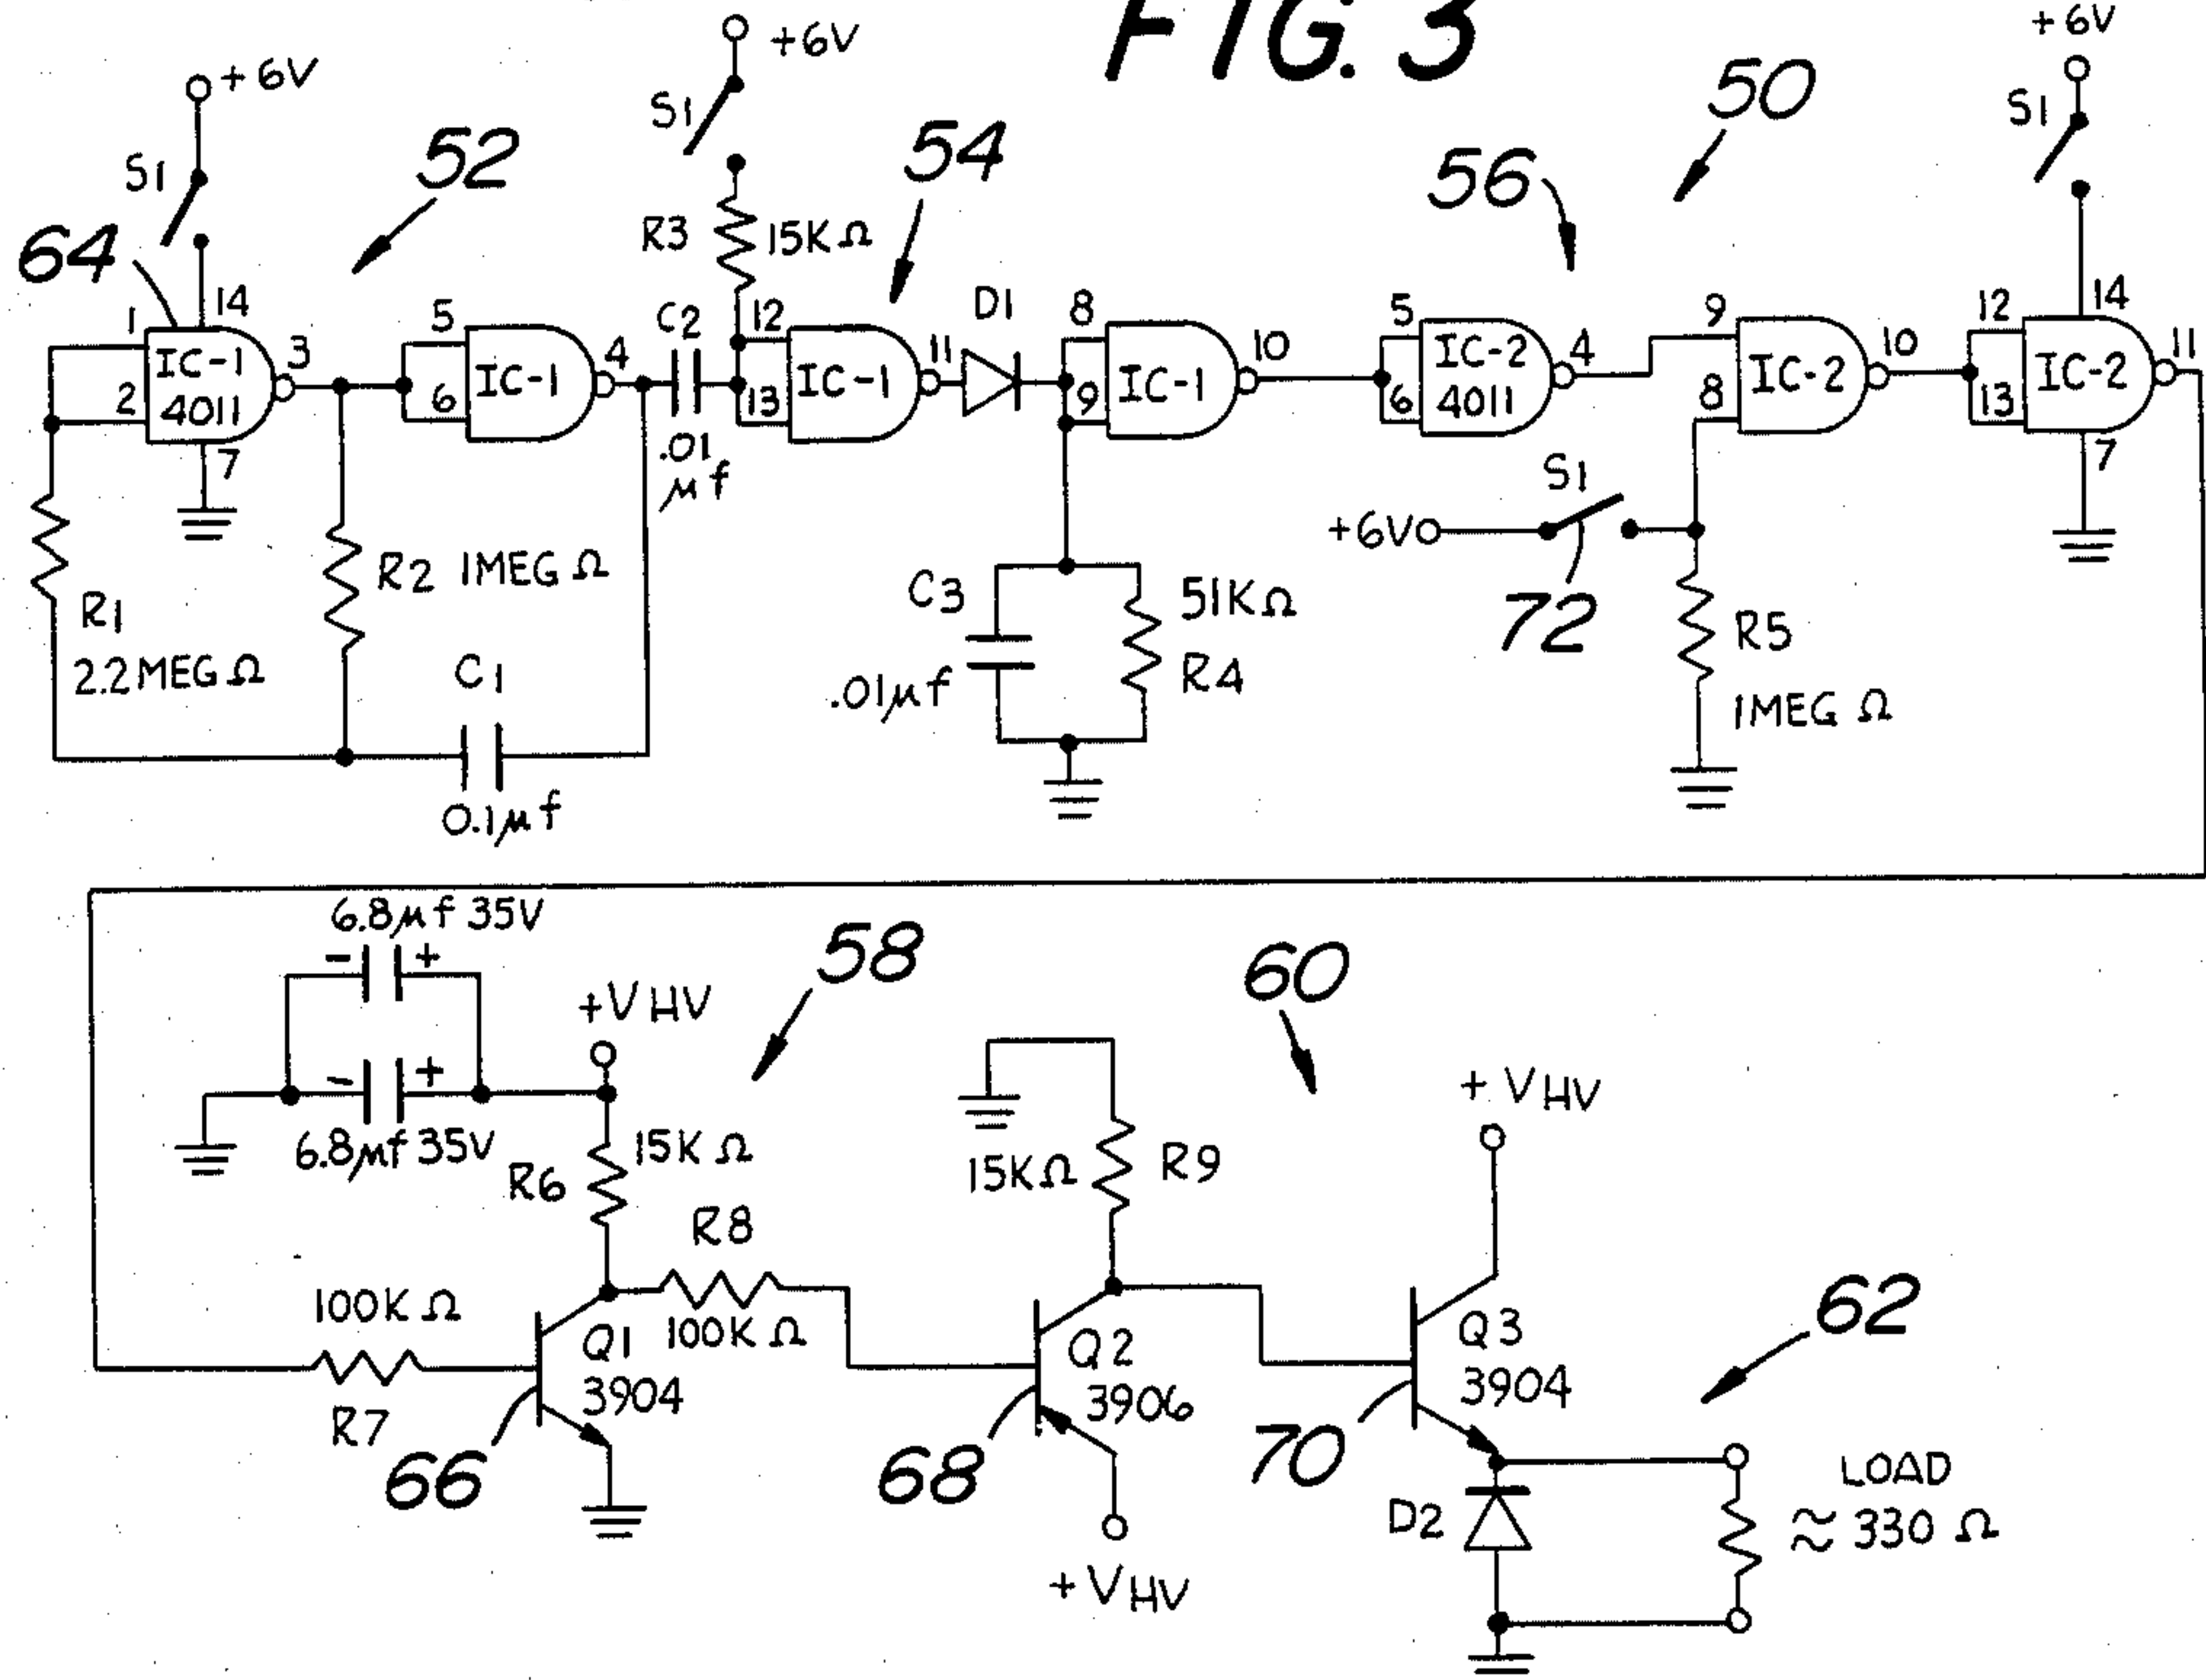 FIG. 3
+6V
S1
64
52
+6V
S1
R3
15KΩ
54
50
56
+6V
S1
1
2
14
IC-1
4011
3
7
5
6
IC-1
4
C2
.01
μf
12
13
IC-1
11
D1
8
9
IC-1
10
5
6
IC-2
4011
4
9
8
IC-2
10
12
13
14
IC-2
11
7
R1
2.2MEGΩ
R2 1MEG Ω
C1
0.1μf
C3
.01μf
51KΩ
R4
+6V
S1
72
R5
1MEG Ω
6.8μf 35V
- +
- +
6.8μf 35V
+VHV
58
R6
15KΩ
R8
100KΩ
100KΩ
R7
Q1
3904
66
60
15KΩ
R9
Q2
3906
68
+VHV
+VHV
Q3
3904
70
62
D2
LOAD
≈ 330 Ω